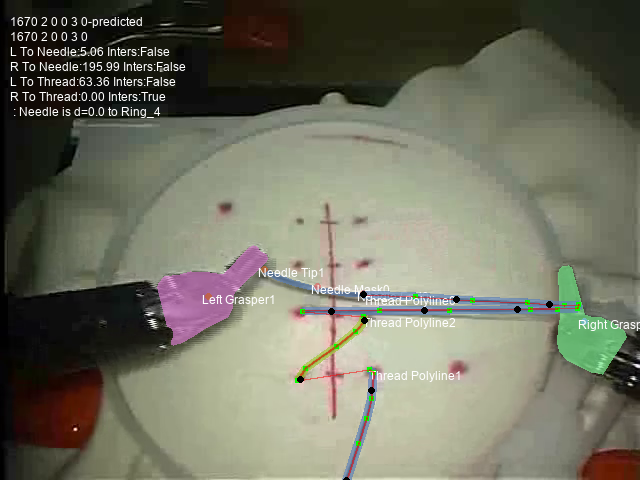 1670 2 0 0 3 0-predicted
1670 2 0 0 3 0
L To Needle:5.06 Inters:False
R To Needle:195.99 Inters:False
L To Thread:63.36 Inters:False
R To Thread:0.00 Inters:True
: Needle is d=0.0 to Ring_4
Needle Tip1
Needle Mask0
Left Grasper1
Thread Polyline
Thread Polyline2
Right Grasp
Thread Polyline1